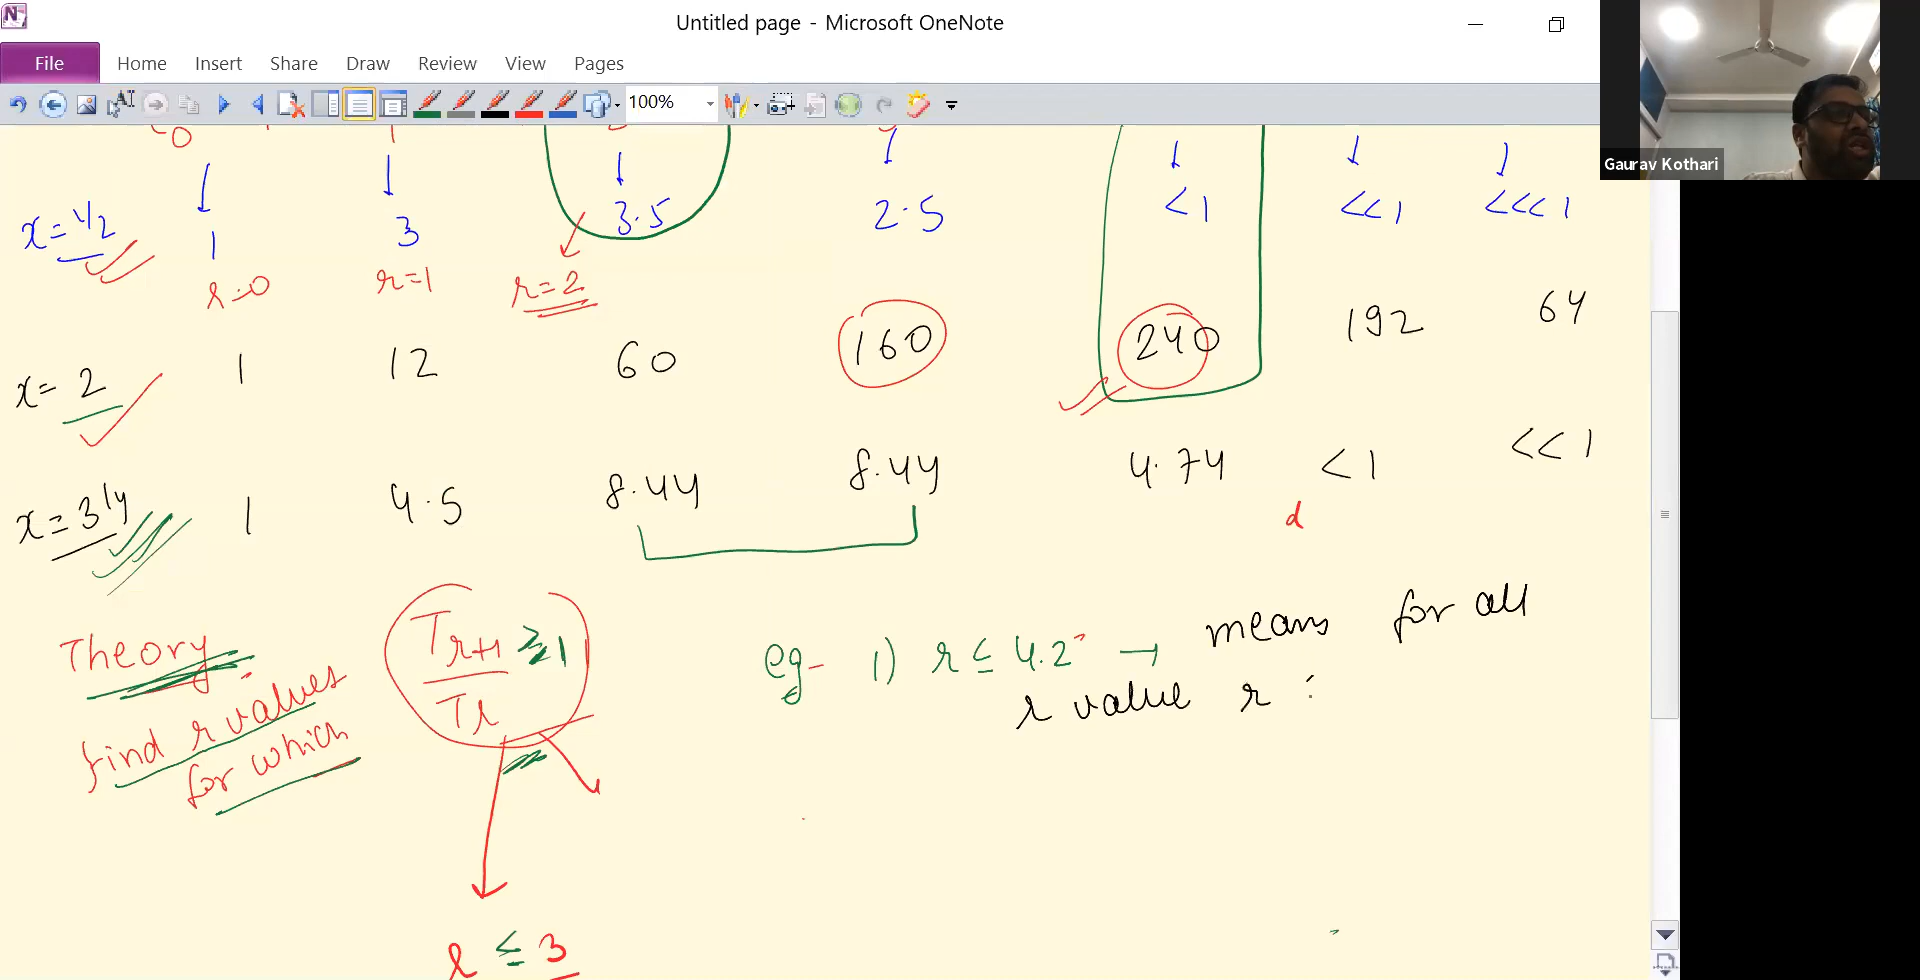 Untitled page - Microsoft OneNote
File Home Insert Share Draw Review View Pages
100%
Gaurav Kothari
0
x = 1/2 1 3 3.5 2.5 <1 <<1 <<<1
r=0 r=1 r=2
x = 2 1 12 60 160 240 192 64
x = 3/4 1 4.5 8.44 8.44 4.74 <1 <<1
d
Theory
find r values
for which
Tr+1 ≥ 1
Tr
eg- 1) r ≤ 4.2 → means for all
r value r :
r ≤ 3